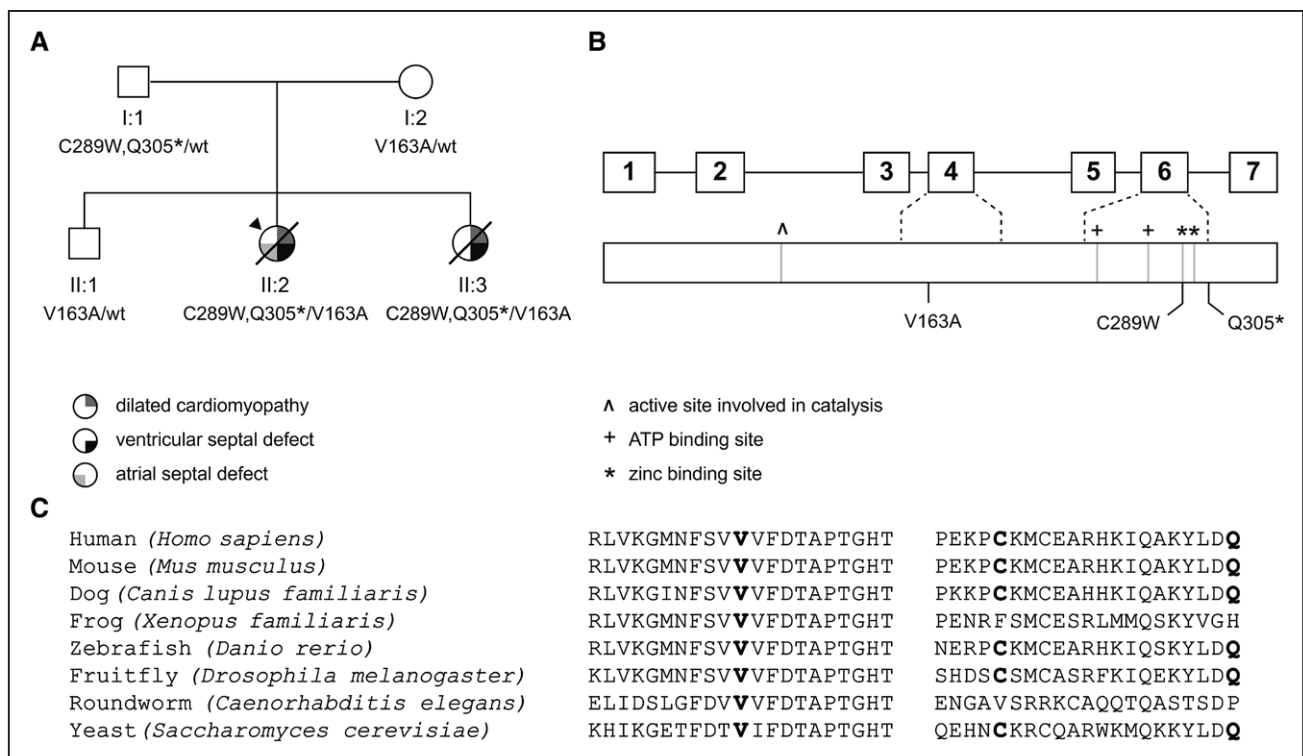 A
I:1
C289W,Q305*/wt
I:2
V163A/wt
II:1
V163A/wt
II:2
C289W,Q305*/V163A
II:3
C289W,Q305*/V163A
dilated cardiomyopathy
ventricular septal defect
atrial septal defect
B
1 2 3 4 5 6 7
^ + + **
V163A C289W Q305*
^ active site involved in catalysis
+ ATP binding site
* zinc binding site
C
Human (Homo sapiens) RLVKGMNFSVVVFDTAPTGHT PEKPCKMCEARHKIQAKYLDQ
Mouse (Mus musculus) RLVKGMNFSVVVFDTAPTGHT PEKPCKMCEARHKIQAKYLDQ
Dog (Canis lupus familiaris) RLVKGINFSVVVFDTAPTGHT PKKPCKMCEAHHKIQAKYLDQ
Frog (Xenopus familiaris) RLVKGMNFSVVVFDTAPTGHT PENRFSMCESRLMMQSKYVGH
Zebrafish (Danio rerio) RLVKGMNFSVVVFDTAPTGHT NERPCKMCEARHKIQSKYLDQ
Fruitfly (Drosophila melanogaster) KLVKGMNFSVVVFDTAPTGHT SHDSCSMCASRFKIQEKYLDQ
Roundworm (Caenorhabditis elegans) ELIDSLGFDVVVFDTAPTGHT ENGAVSRRKCAQQTQASTSDP
Yeast (Saccharomyces cerevisiae) KHIKGETFDTVIFDTAPTGHT QEHNCKRCQARWKMQKKYLDQ